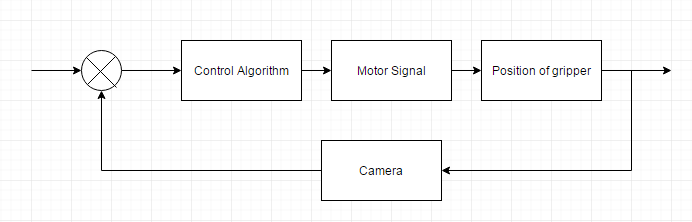 Control Algorithm
Motor Signal
Position of gripper
Camera